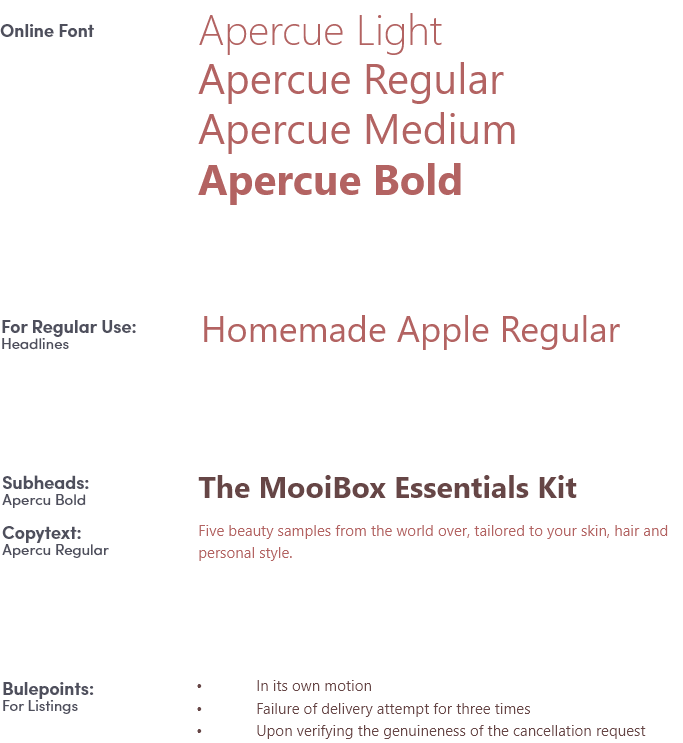 Online Font
Apercue Light
Apercue Regular
Apercue Medium
Apercue Bold
For Regular Use:
Headlines
Homemade Apple Regular
Subheads:
Apercu Bold
The MooiBox Essentials Kit
Copytext:
Apercu Regular
Five beauty samples from the world over, tailored to your skin, hair and
personal style.
Bulepoints:
For Listings
• In its own motion
• Failure of delivery attempt for three times
• Upon verifying the genuineness of the cancellation request